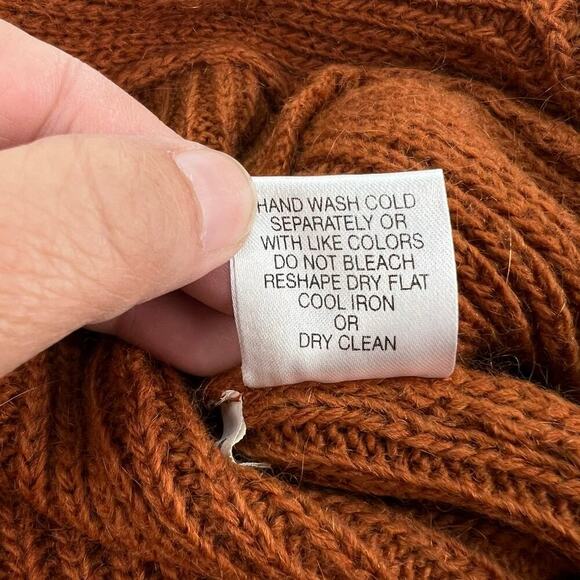 HAND WASH COLD
SEPARATELY OR
WITH LIKE COLORS
DO NOT BLEACH
RESHAPE DRY FLAT
COOL IRON
OR
DRY CLEAN